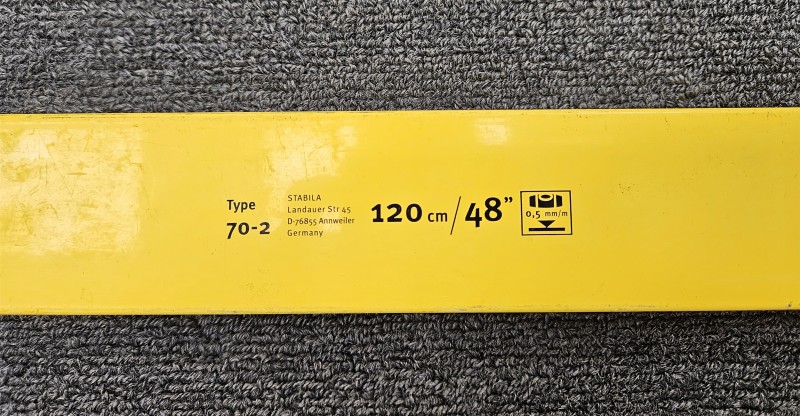 Type
70-2
STABILA
Landauer Str 45
D-76855 Annweiler
Germany
120 cm/48”
0,5 mm/m